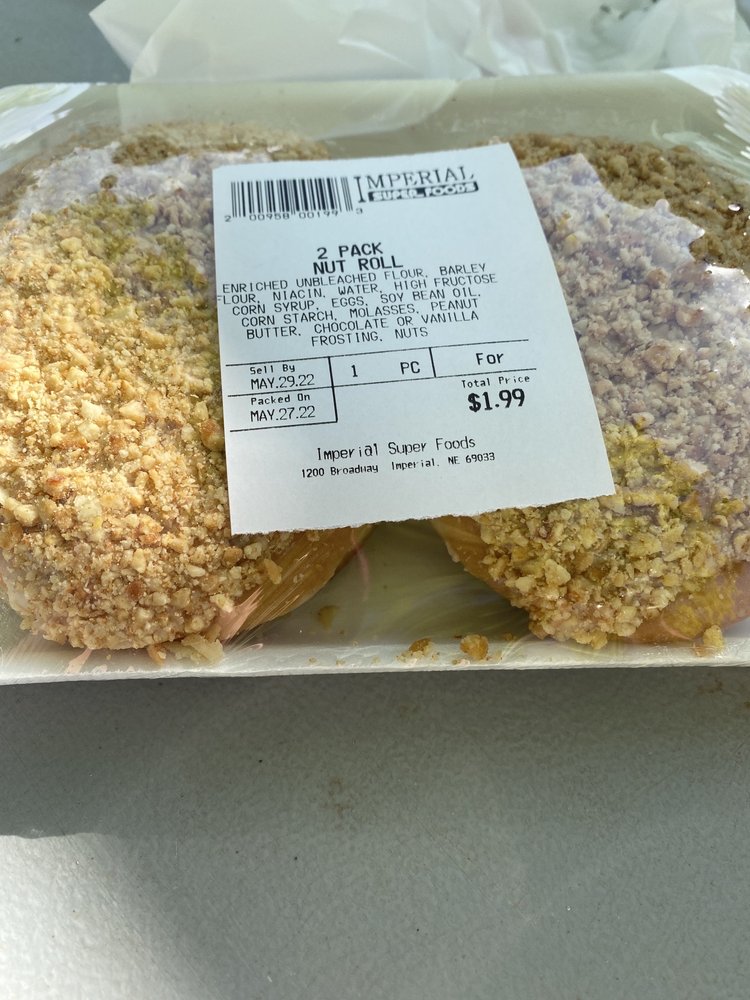 IMPERIAL
SUPER FOODS
2 00958 00199 3
2 PACK
NUT ROLL
ENRICHED UNBLEACHED FLOUR, BARLEY
FLOUR, NIACIN, WATER, HIGH FRUCTOSE
CORN SYRUP, EGGS, SOY BEAN OIL,
CORN STARCH, MOLASSES, PEANUT
BUTTER, CHOCOLATE OR VANILLA
FROSTING, NUTS
Sell By
MAY.29.22
1 PC For
Packed On
MAY.27.22
Total Price
$1.99
Imperial Super Foods
1200 Broadway Imperial, NE 69033